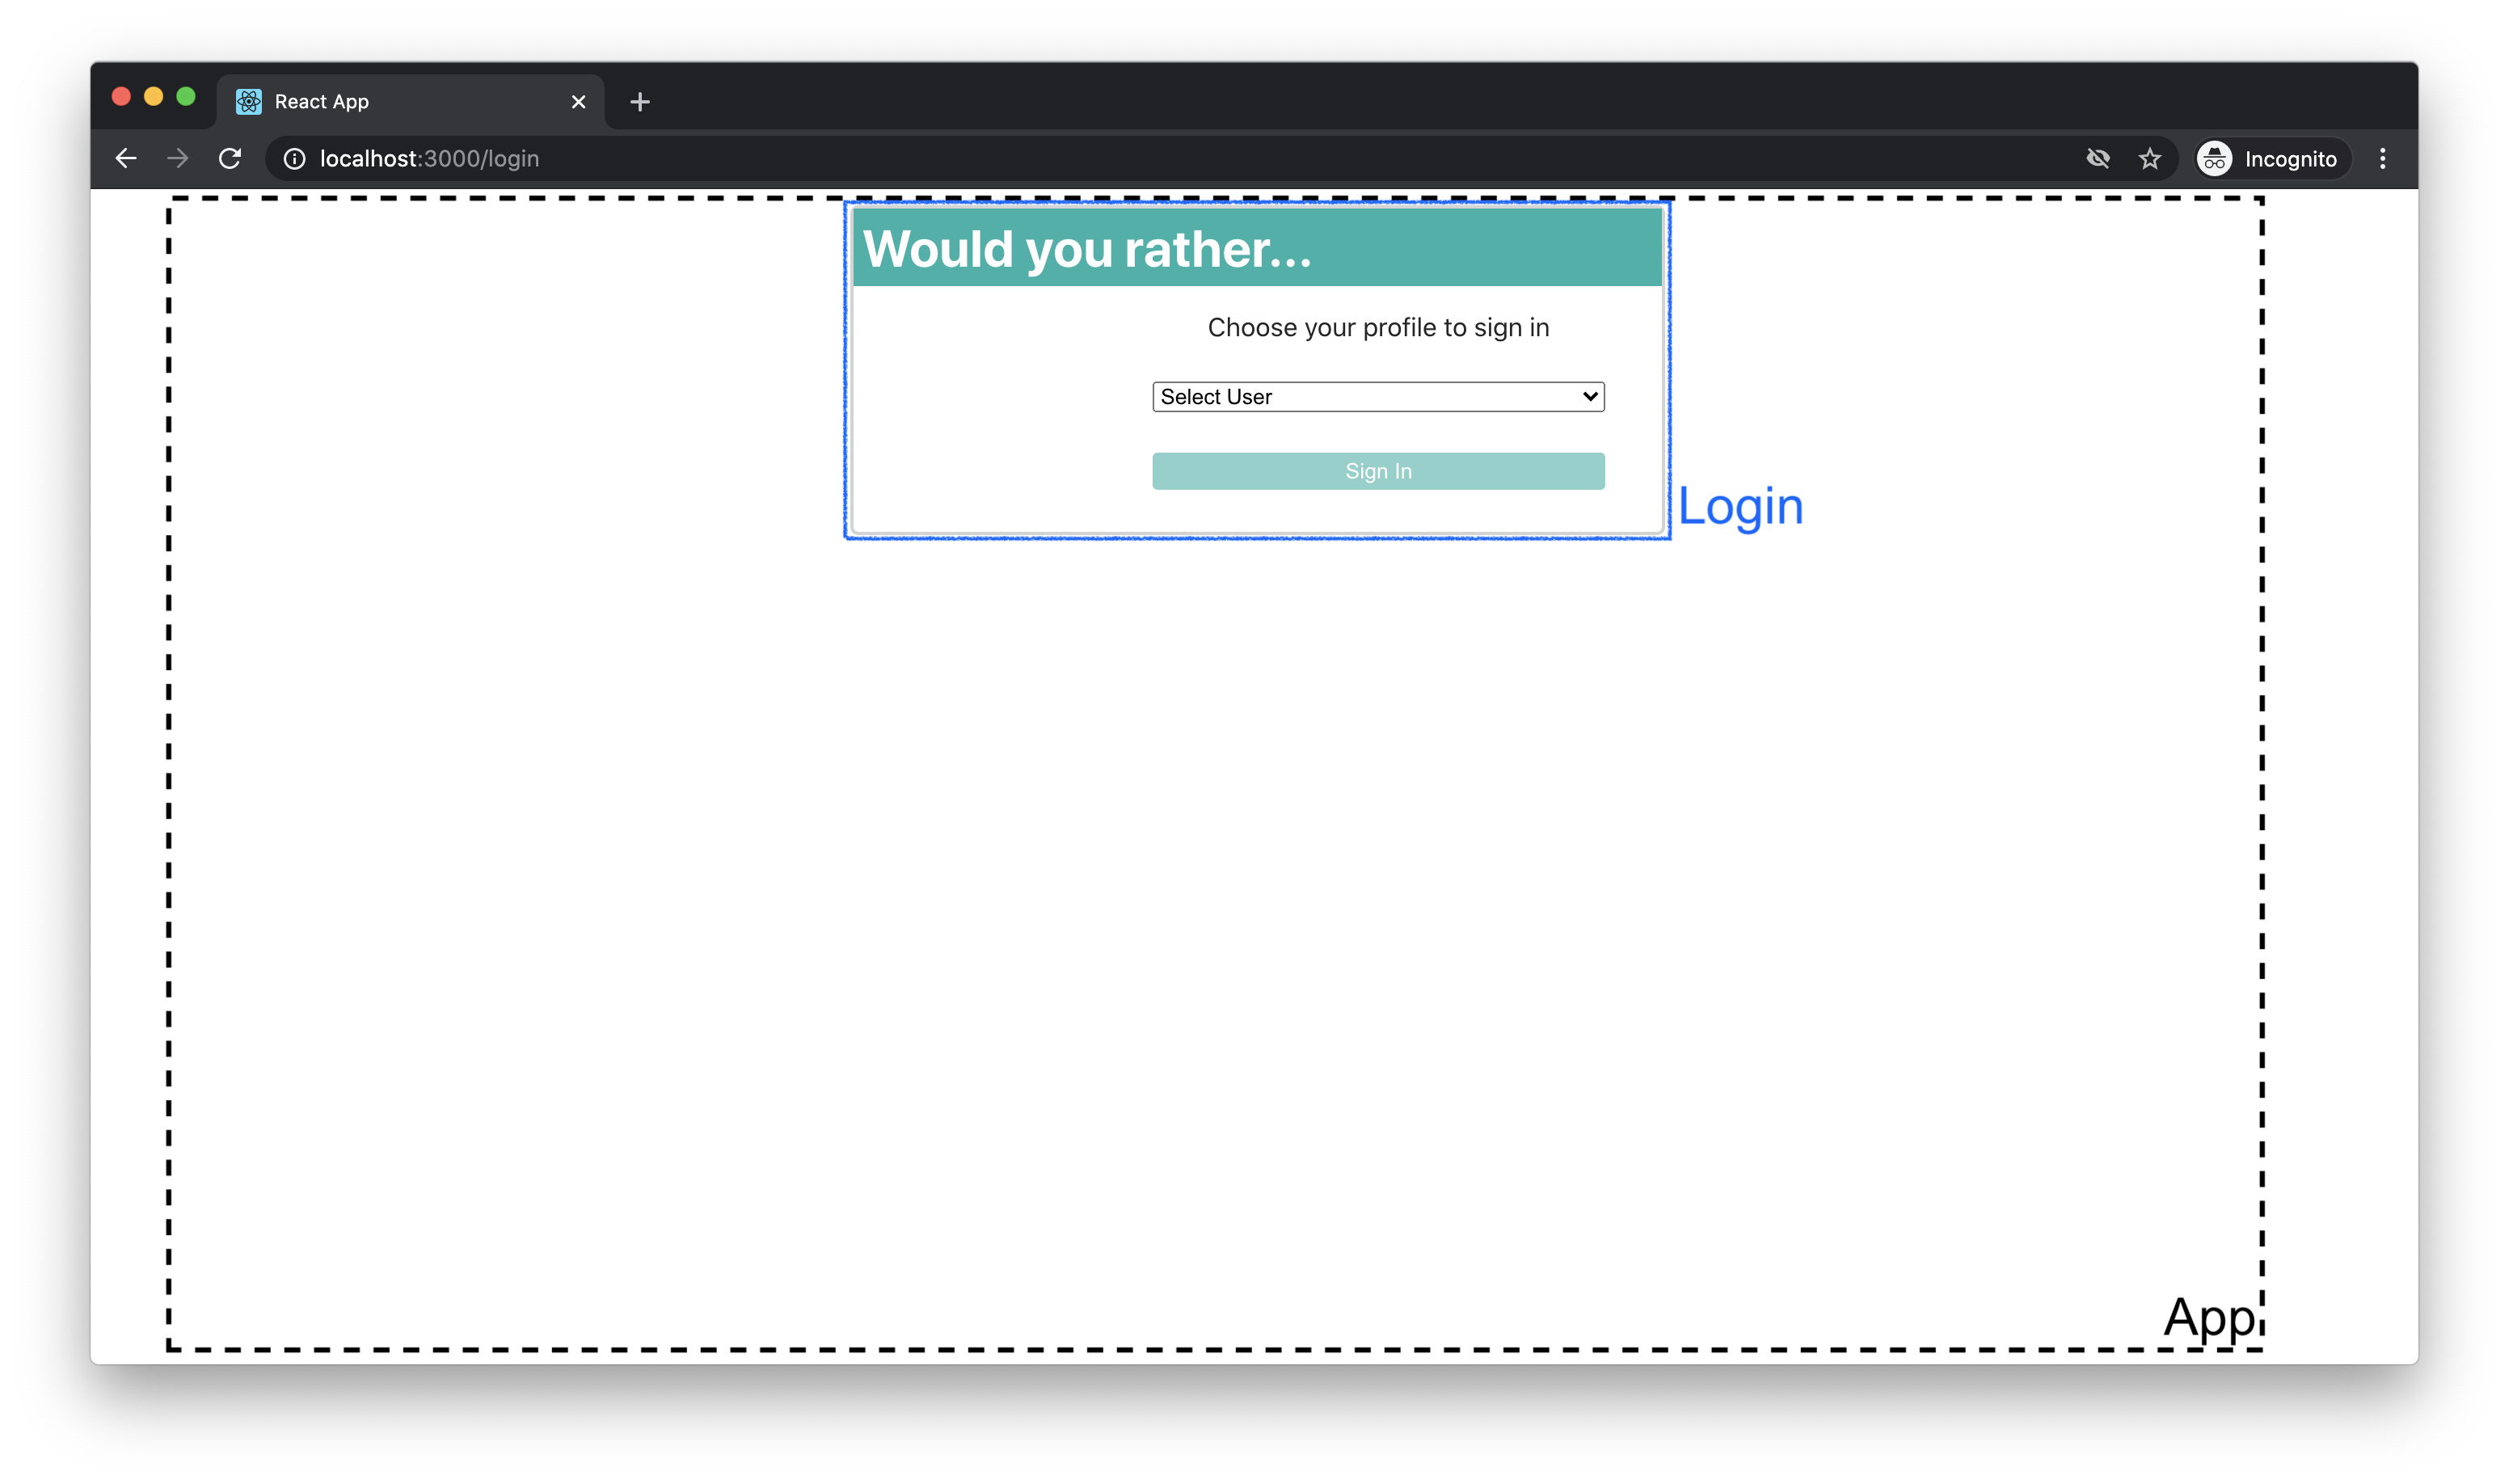 React App
localhost:3000/login
Incognito
Would you rather...
Choose your profile to sign in
Select User
Sign In
Login
App